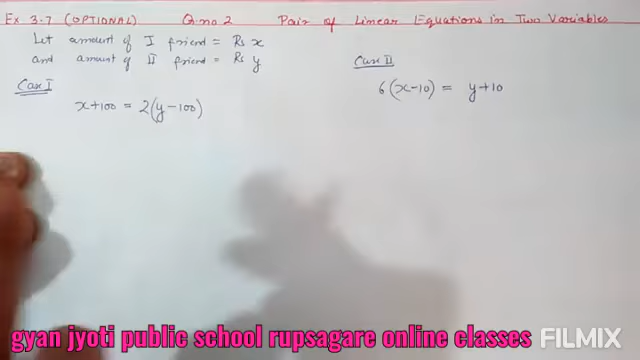 Ex 3.7 (OPTIONAL) Q.no 2 Pair of Linear Equations in Two Variables
Let amount of I friend = Rs x
and amount of II friend = Rs y
Case I
x+100 = 2(y-100)
Case II
6(x-10) = y+10
gyan jyoti public school rupsagare online classes
FILMIX